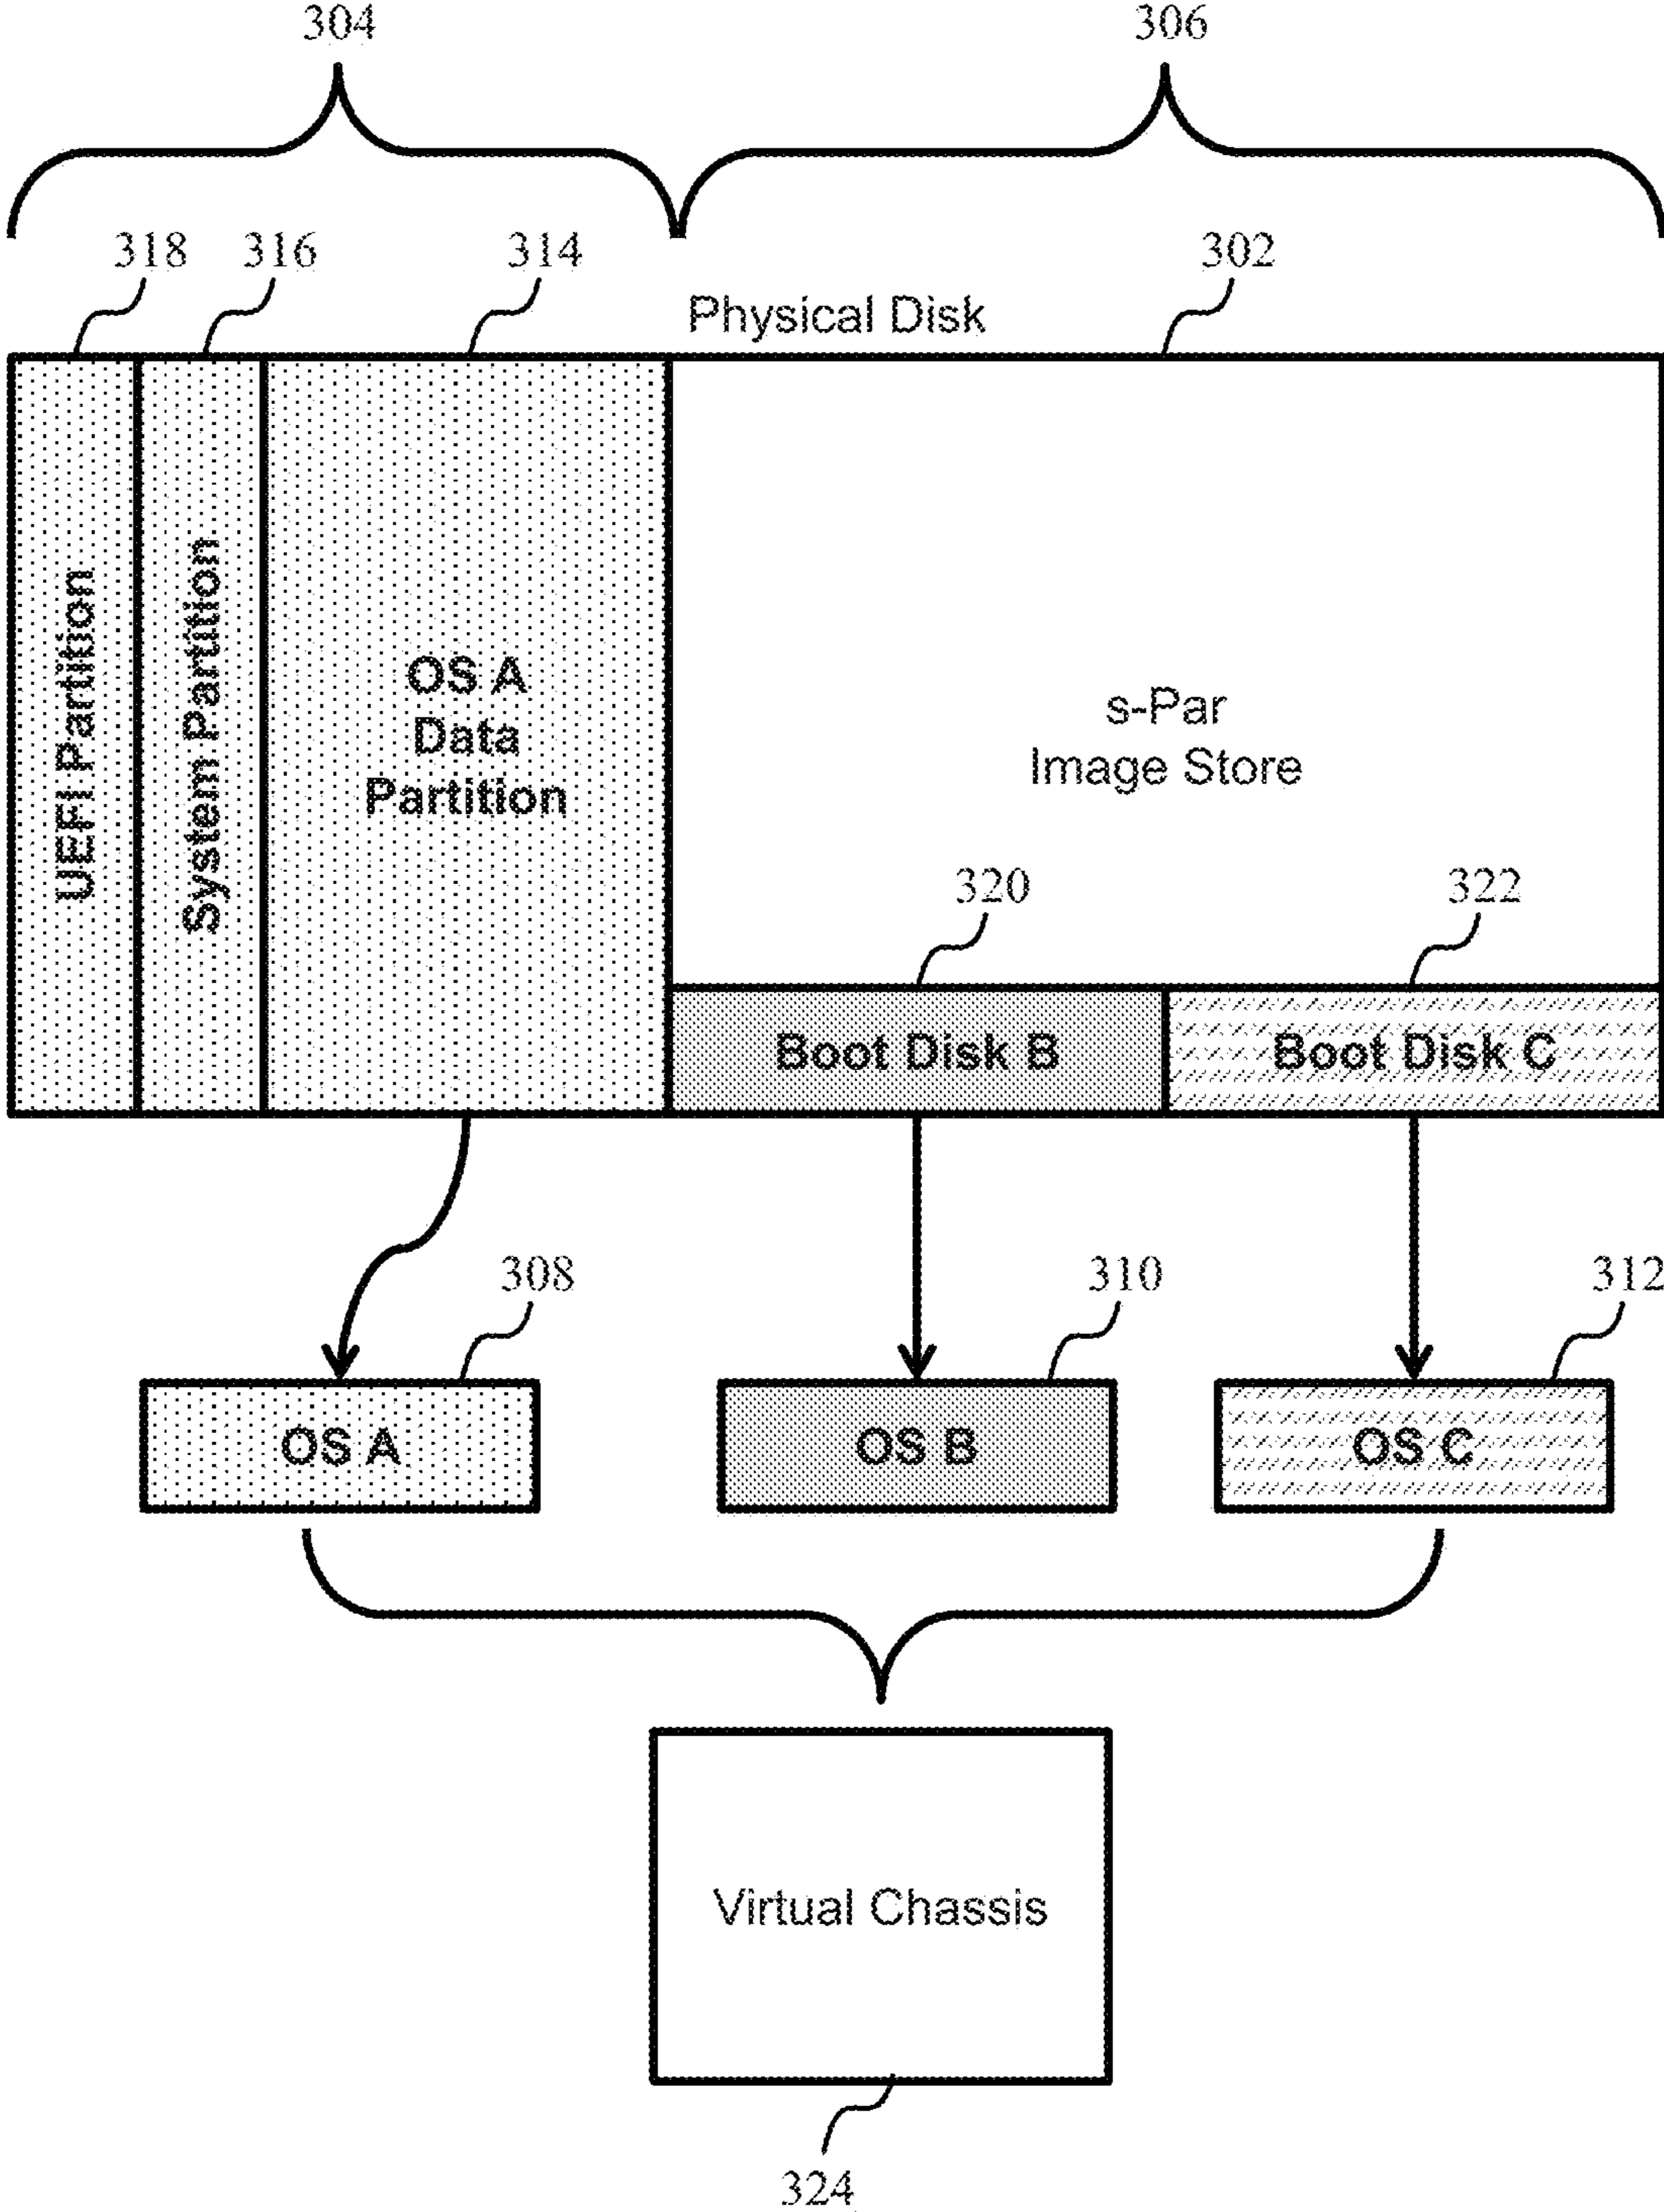 304
306
318
316
314
302
Physical Disk
UEFI Partition
System Partition
OS A
Data
Partition
s-Par
Image Store
320
322
Boot Disk B
Boot Disk C
308
310
312
OS A
OS B
OS C
Virtual Chassis
324